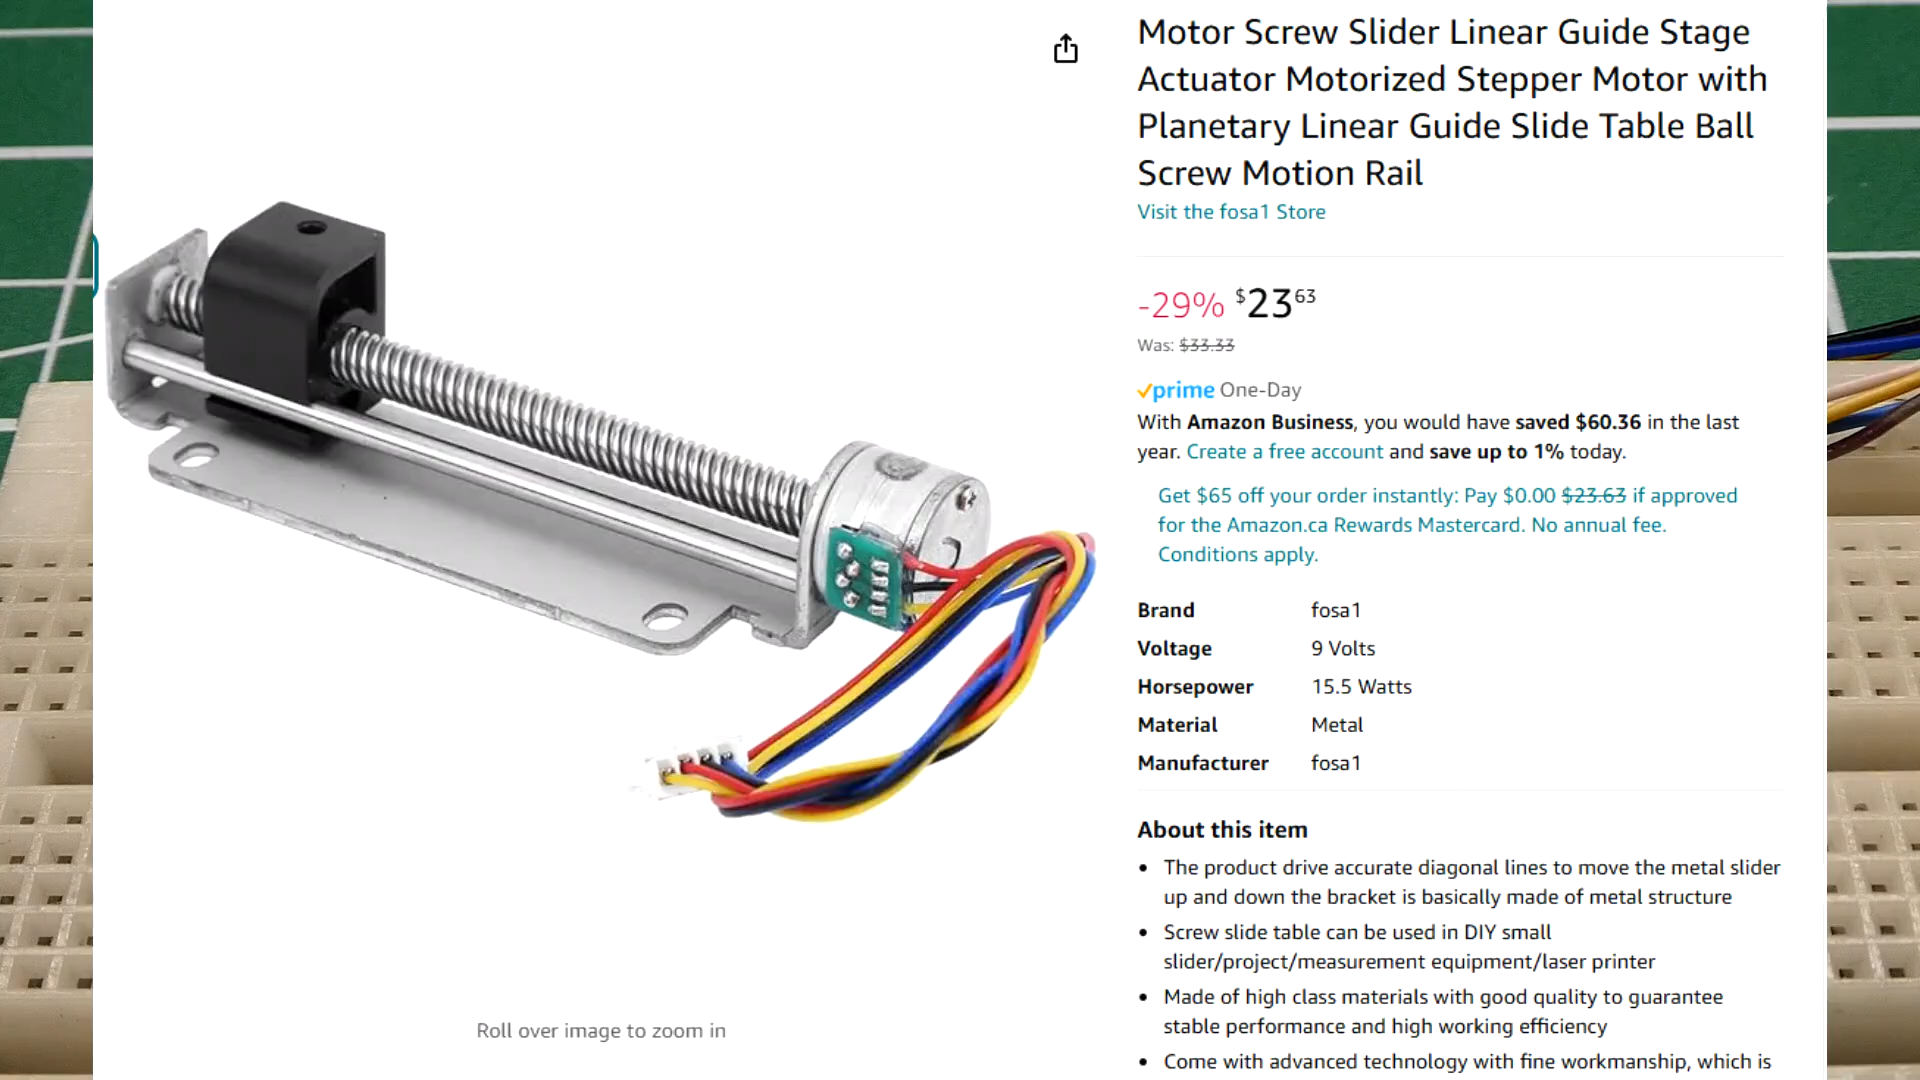 Motor Screw Slider Linear Guide Stage
Actuator Motorized Stepper Motor with
Planetary Linear Guide Slide Table Ball
Screw Motion Rail
Visit the fosa1 Store
-29% $23 63
Was: $33.33
prime One-Day
With Amazon Business, you would have saved $60.36 in the last
year. Create a free account and save up to 1% today.
Get $65 off your order instantly: Pay $0.00 $23.63 if approved
for the Amazon.ca Rewards Mastercard. No annual fee.
Conditions apply.
Brand fosa1
Voltage 9 Volts
Horsepower 15.5 Watts
Material Metal
Manufacturer fosa1
About this item
• The product drive accurate diagonal lines to move the metal slider
up and down the bracket is basically made of metal structure
• Screw slide table can be used in DIY small
slider/project/measurement equipment/laser printer
• Made of high class materials with good quality to guarantee
stable performance and high working efficiency
• Come with advanced technology with fine workmanship, which is
Roll over image to zoom in